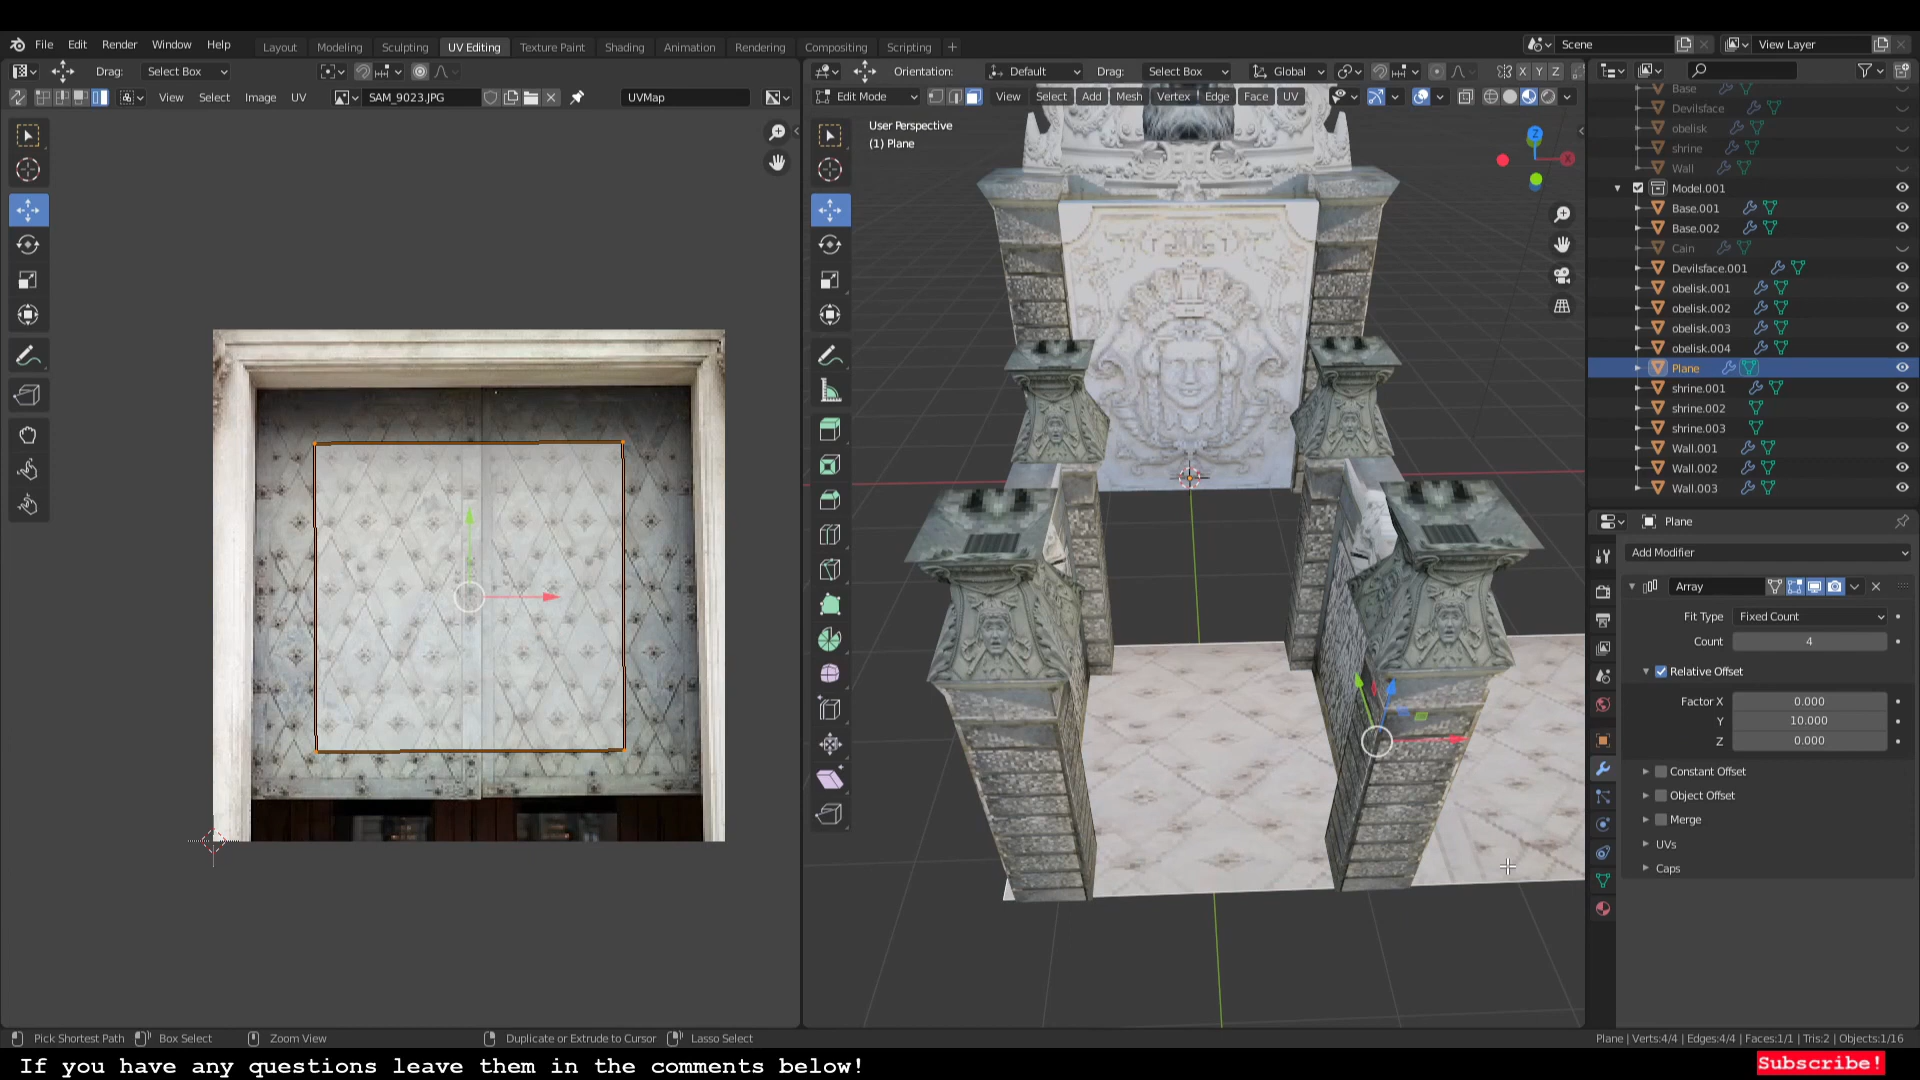 File Edit Render Window Help Layout Modeling Sculpting UV Editing Texture Paint Shading Animation Rendering Compositing Scripting + Scene View Layer
Drag: Select Box Orientation: Default Drag: Select Box Global X Y Z
View Select Image UV SAM_9023.JPG UVMap Edit Mode View Select Add Mesh Vertex Edge Face UV
User Perspective
(1) Plane
Z
X
Base
Devilsface
obelisk
shrine
Wall
Model.001
Base.001
Base.002
Cain
Devilsface.001
obelisk.001
obelisk.002
obelisk.003
obelisk.004
Plane
shrine.001
shrine.002
shrine.003
Wall.001
Wall.002
Wall.003
Plane
Add Modifier
Array
Fit Type Fixed Count
Count 4
Relative Offset
Factor X 0.000
Y 10.000
Z 0.000
Constant Offset
Object Offset
Merge
UVs
Caps
Pick Shortest Path Box Select Zoom View Duplicate or Extrude to Cursor Lasso Select Plane | Verts:4/4 | Edges:4/4 | Faces:1/1 | Tris:2 | Objects:1/16
If you have any questions leave them in the comments below! Subscribe!